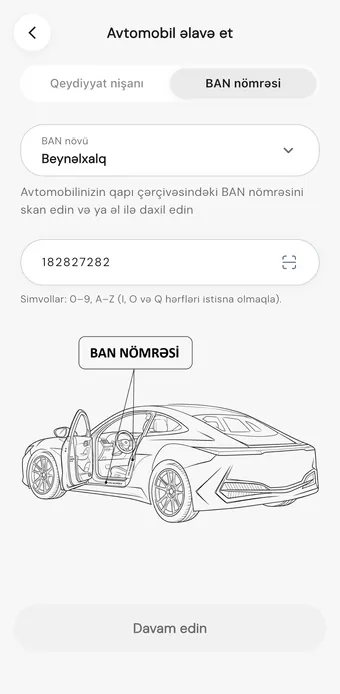 Avtomobil əlavə et
Qeydiyyat nişanı
BAN nömrəsi
BAN növü
Beynəlxalq
Avtomobilinizin qapı çərçivəsindəki BAN nömrəsini
skan edin və ya əl ilə daxil edin
182827282
Simvollar: 0–9, A–Z (I, O və Q hərfləri istisna olmaqla).
BAN NÖMRƏSİ
Davam edin